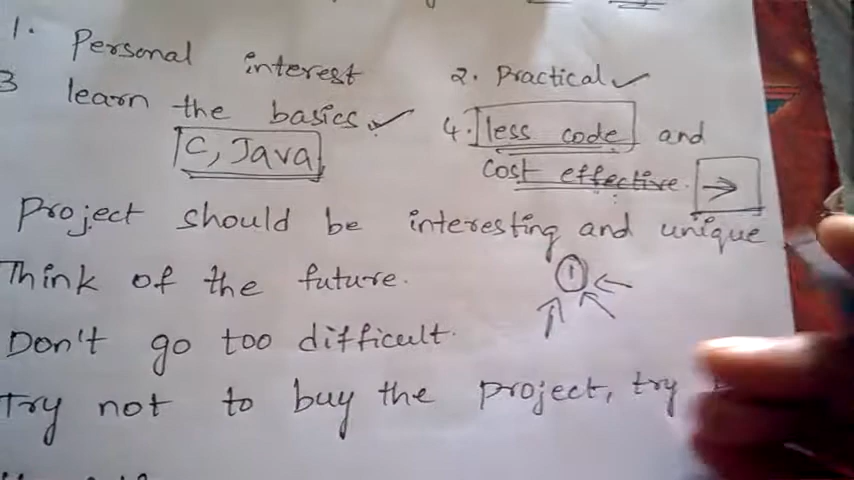 1. Personal interest 2. Practical
3 learn the basics 4. less code and
C, Java cost effective.
Project should be interesting and unique
Think of the future. 1
Don't go too difficult.
Try not to buy the project, try